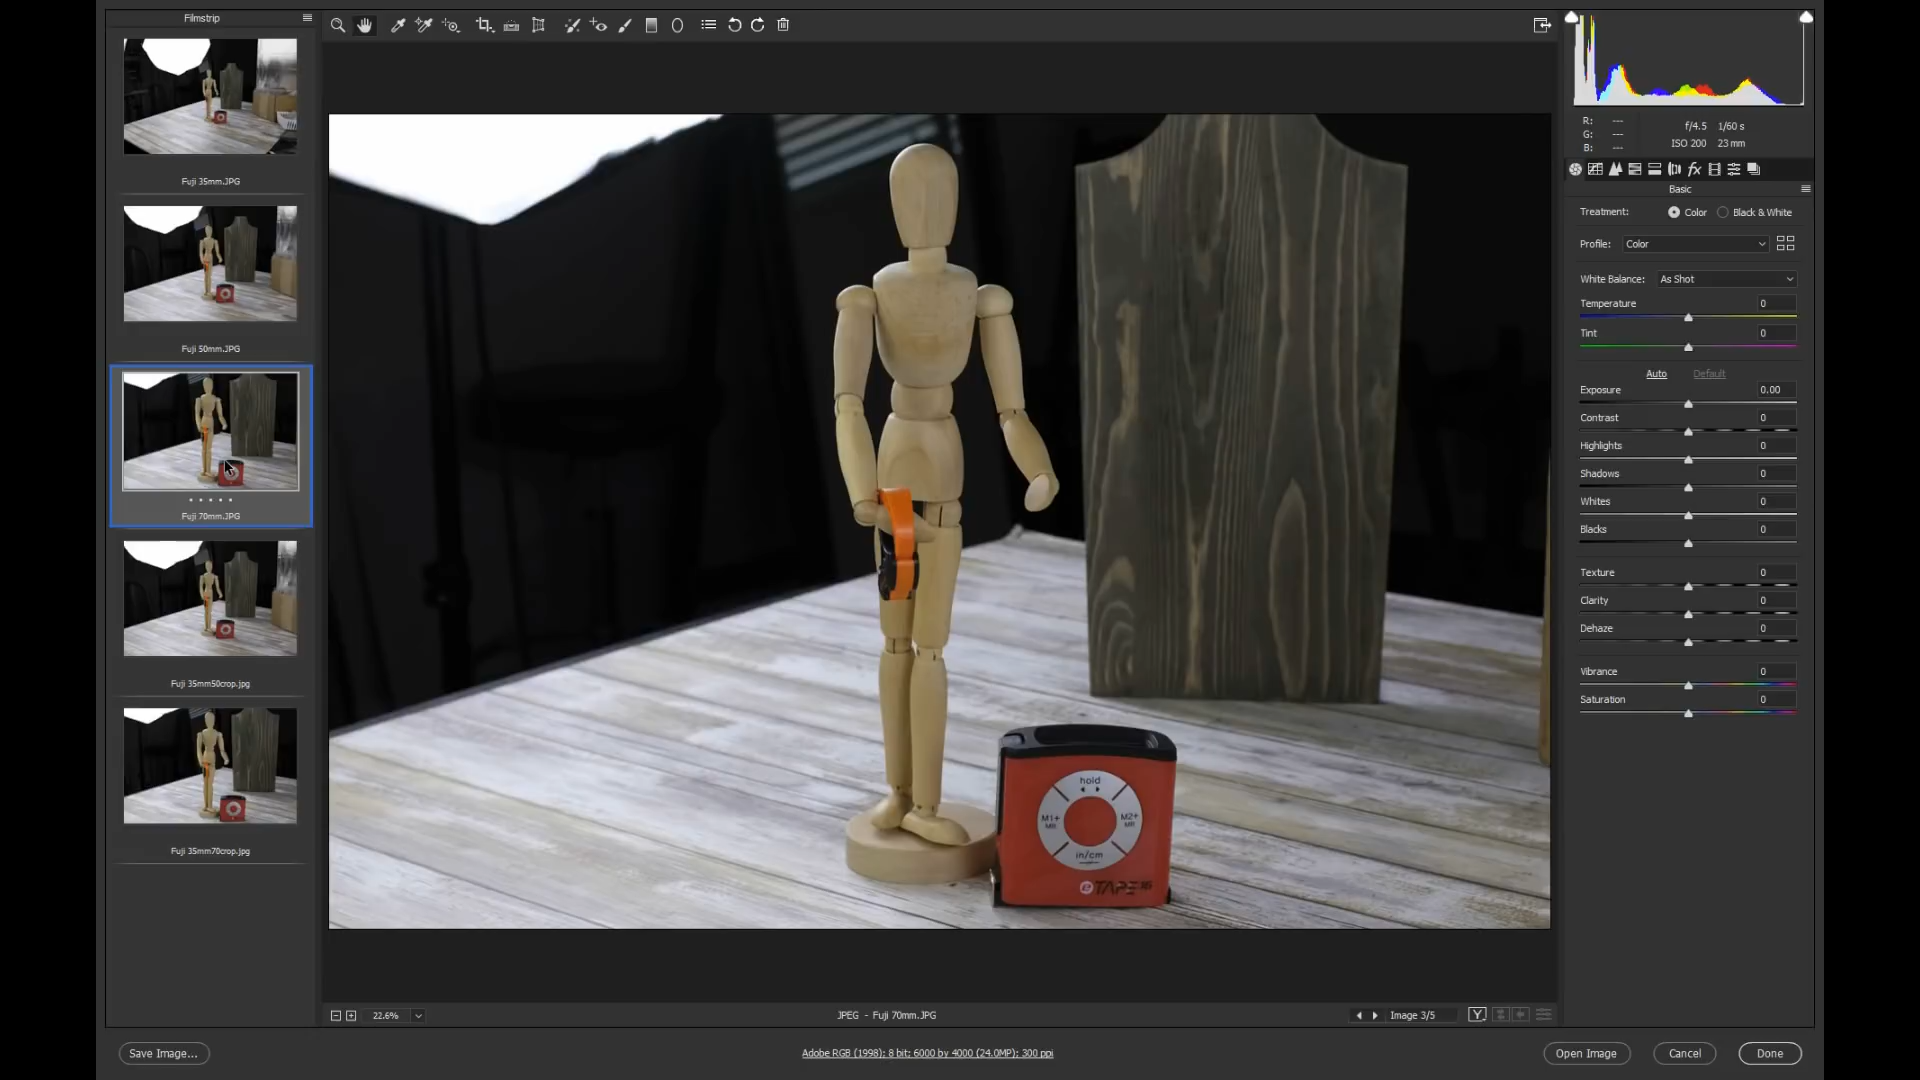 Filmstrip
Fuji 35mm.JPG
Fuji 50mm.JPG
Fuji 70mm.JPG
Fuji 35mm50crop.jpg
Fuji 35mm70crop.jpg
hold
M1+
MR
M2+
MR
in/cm
eTAPE16
22.6%
JPEG - Fuji 70mm.JPG
Image 3/5
Y
Save Image...
Adobe RGB (1998); 8 bit; 6000 by 4000 (24.0MP); 300 ppi
Open Image
Cancel
Done
R: ---
G: ---
B: ---
f/4.5 1/60 s
ISO 200 23 mm
fx
Basic
Treatment: Color Black & White
Profile: Color
White Balance: As Shot
Temperature 0
Tint 0
Auto Default
Exposure 0.00
Contrast 0
Highlights 0
Shadows 0
Whites 0
Blacks 0
Texture 0
Clarity 0
Dehaze 0
Vibrance 0
Saturation 0